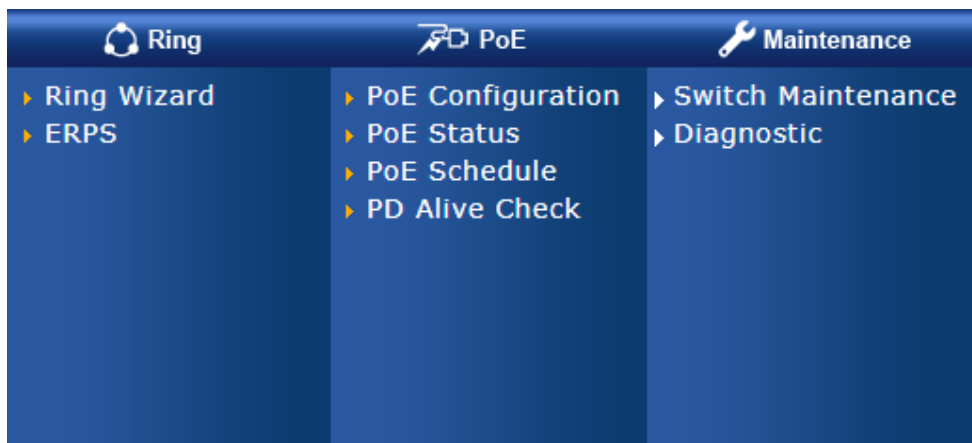 Ring
Ring Wizard
ERPS
PoE
PoE Configuration
PoE Status
PoE Schedule
PD Alive Check
Maintenance
Switch Maintenance
Diagnostic